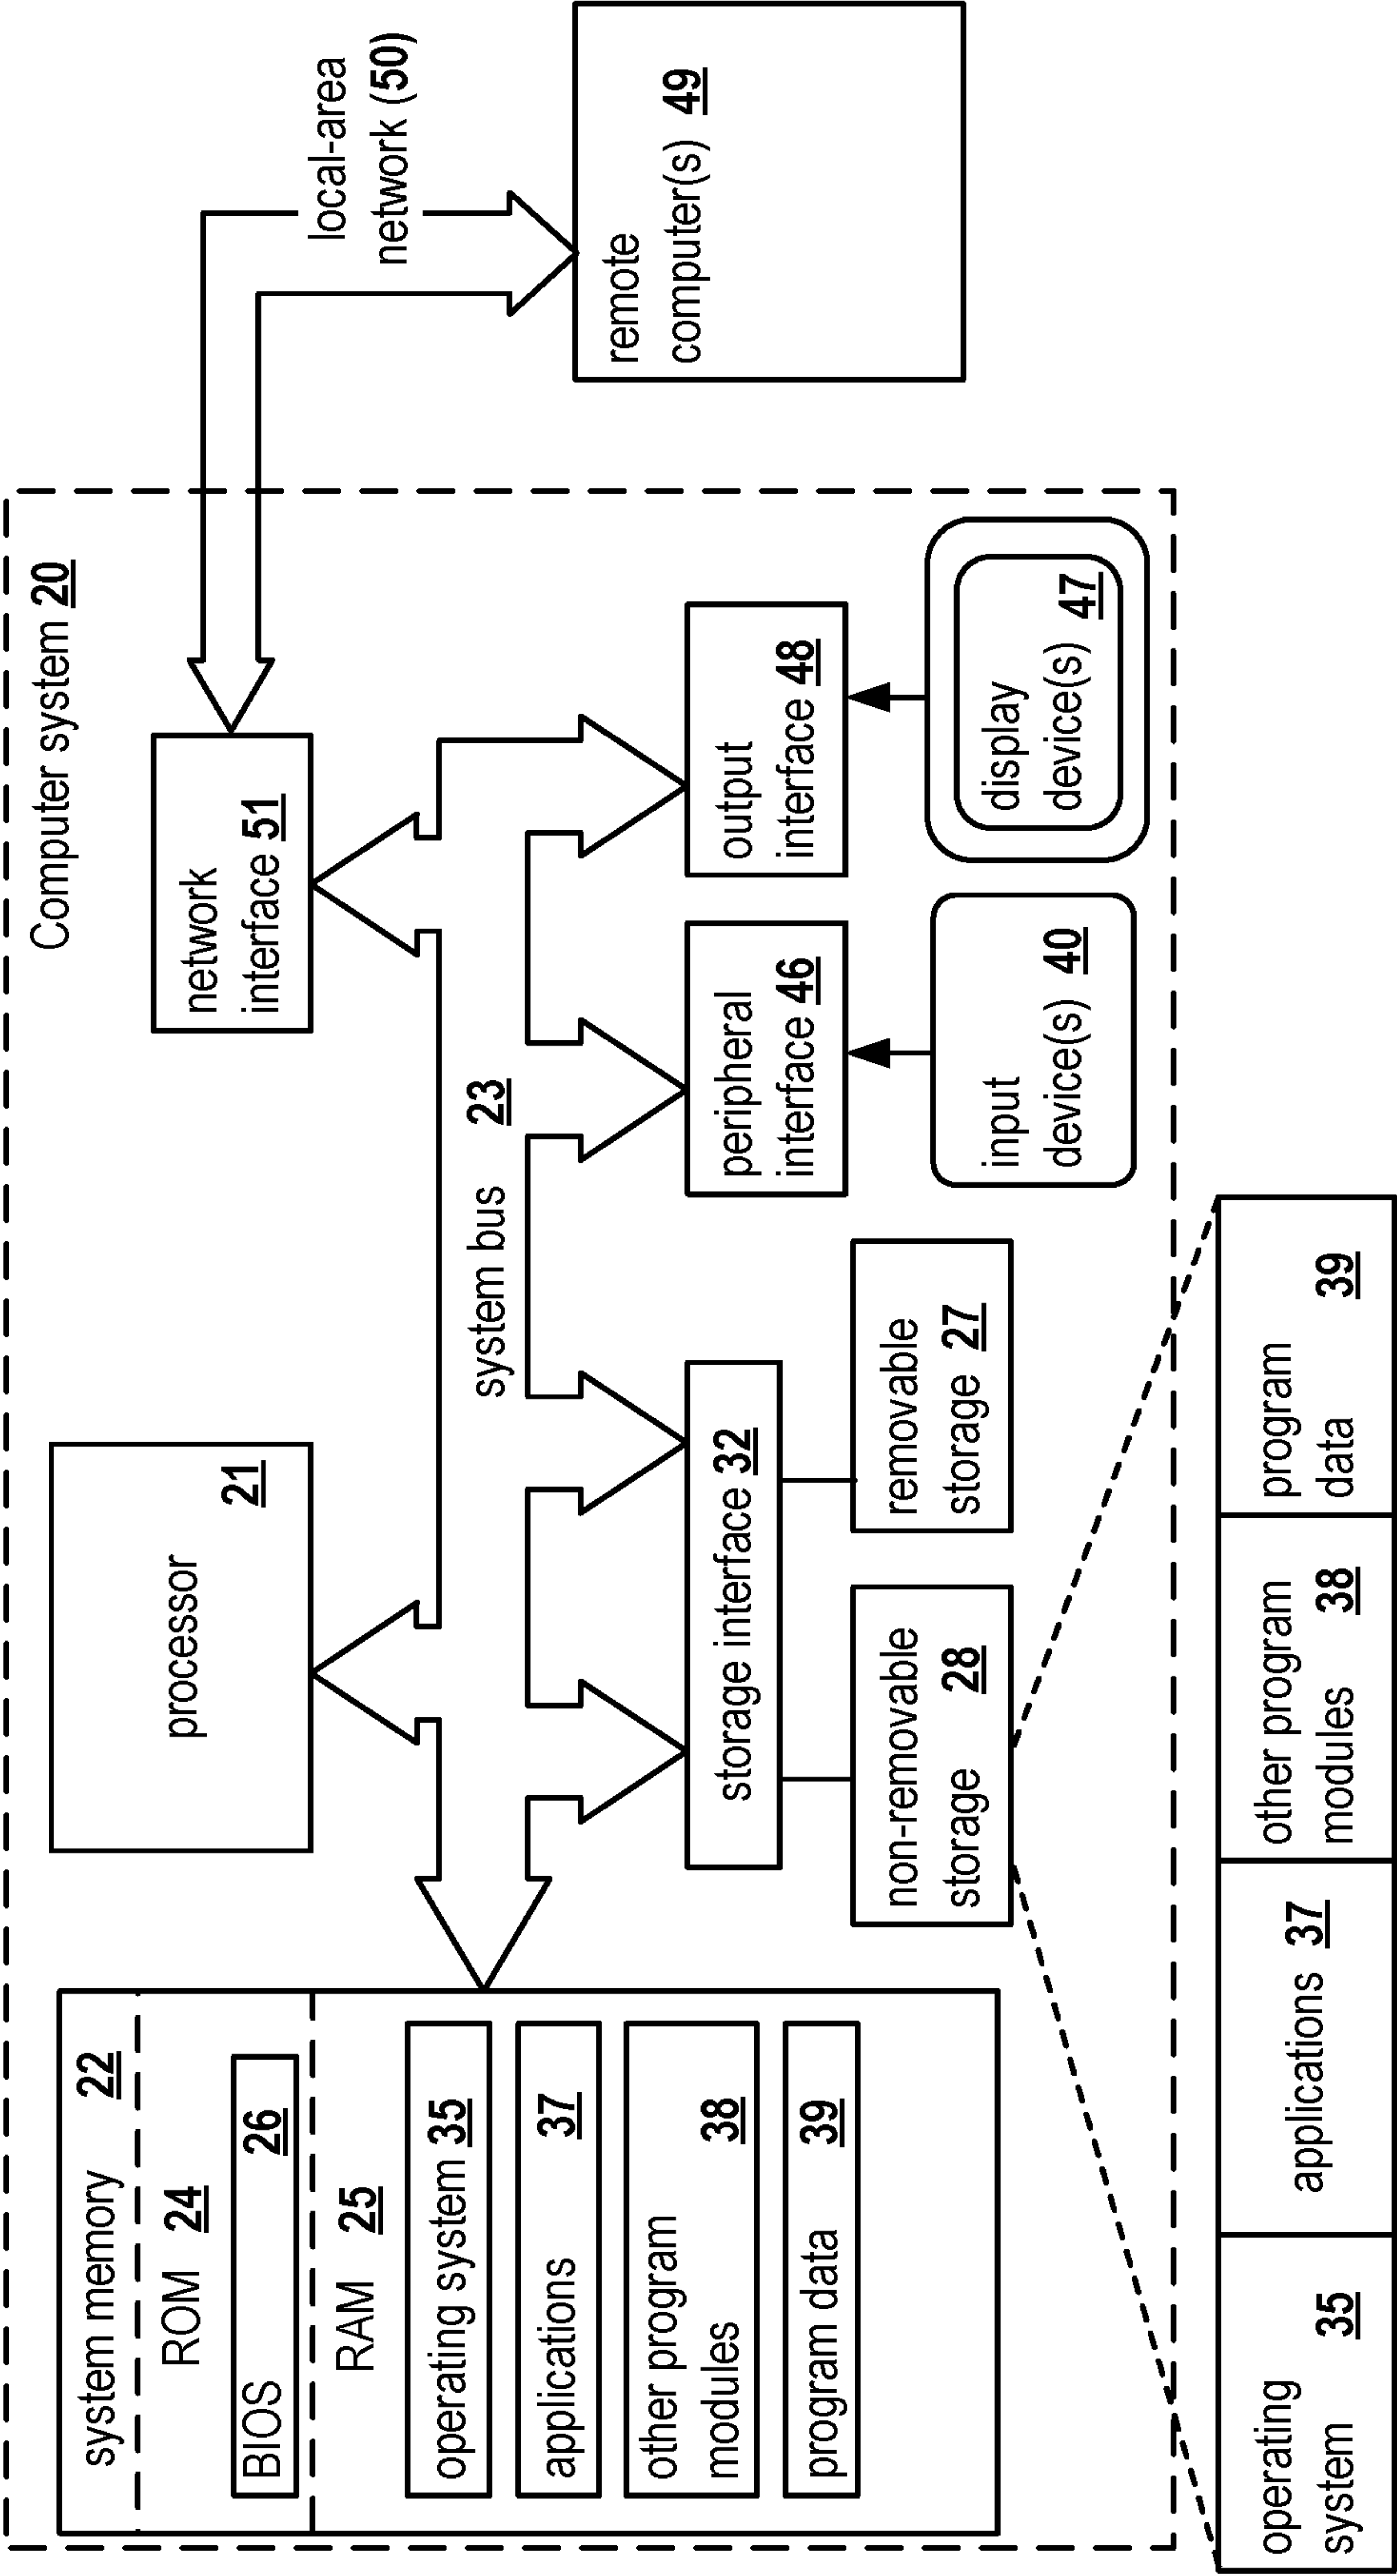 Computer system 20
system memory 22
ROM 24
BIOS 26
RAM 25
operating system 35
applications 37
other program
modules 38
program data 39
processor 21
network
interface 51
local-area
network (50)
system bus 23
storage interface 32
peripheral
interface 46
output
interface 48
remote
computer(s) 49
non-removable
storage 28
removable
storage 27
input
device(s) 40
display
device(s) 47
operating
system 35
applications 37
other program
modules 38
program
data 39